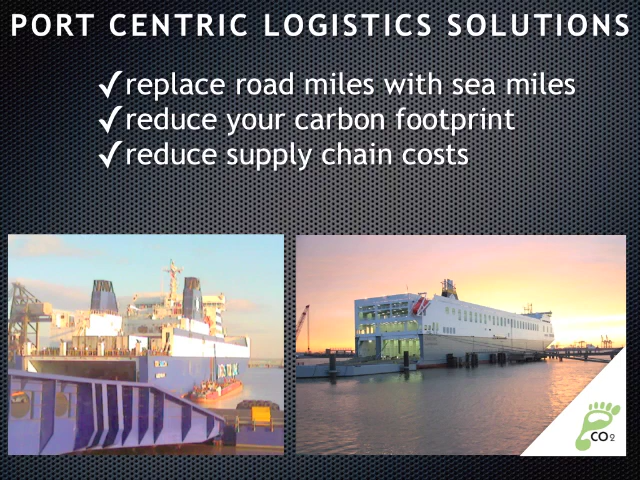 PORT CENTRIC LOGISTICS SOLUTIONS
✓replace road miles with sea miles
✓reduce your carbon footprint
✓reduce supply chain costs
CO2